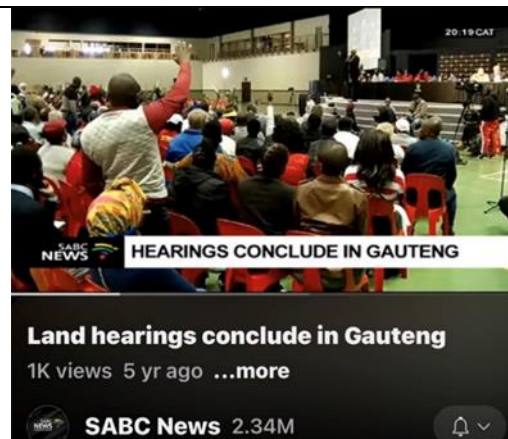 20:19 CAT
SABC
NEWS
HEARINGS CONCLUDE IN GAUTENG
Land hearings conclude in Gauteng
1K views 5 yr ago ...more
SABC News 2.34M